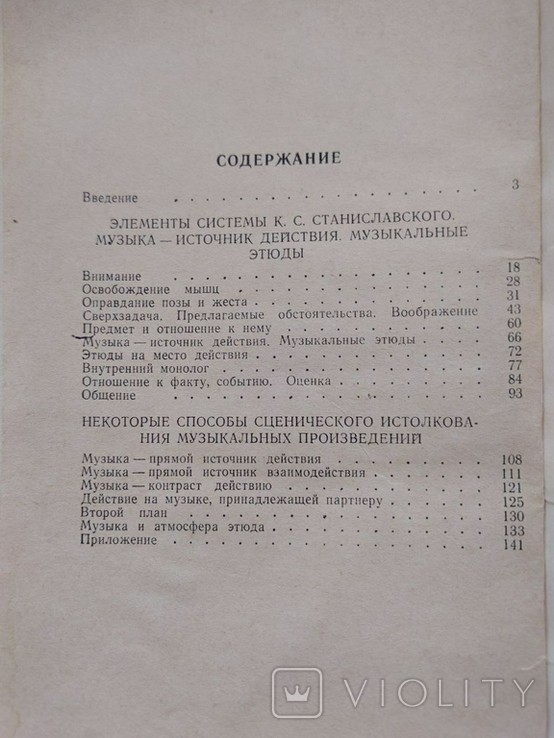 СОДЕРЖАНИЕ
Введение . . . . . . . . . . . . . . . . 3
ЭЛЕМЕНТЫ СИСТЕМЫ К. С. СТАНИСЛАВСКОГО.
МУЗЫКА — ИСТОЧНИК ДЕЙСТВИЯ. МУЗЫКАЛЬНЫЕ
ЭТЮДЫ
Внимание . . . . . . . . . . . . . . . . 18
Освобождение мышц . . . . . . . . . . . . . 28
Оправдание позы и жеста . . . . . . . . . . . 31
Сверхзадача. Предлагаемые обстоятельства. Воображение 43
Предмет и отношение к нему . . . . . . . . . . 60
Музыка — источник действия. Музыкальные этюды . . . 66
Этюды на место действия . . . . . . . . . . . 72
Внутренний монолог . . . . . . . . . . . . . 77
Отношение к факту, событию. Оценка . . . . . . . 84
Общение . . . . . . . . . . . . . . . . 93
НЕКОТОРЫЕ СПОСОБЫ СЦЕНИЧЕСКОГО ИСТОЛКОВА-
НИЯ МУЗЫКАЛЬНЫХ ПРОИЗВЕДЕНИЙ
Музыка — прямой источник действия . . . . . . . 108
Музыка — прямой источник взаимодействия . . . . . 111
Музыка — контраст действию . . . . . . . . . . 121
Действие на музыке, принадлежащей партнеру . . . . 125
Второй план . . . . . . . . . . . . . . . 130
Музыка и атмосфера этюда . . . . . . . . . . 133
Приложение . . . . . . . . . . . . . . . 141
VIOLITY